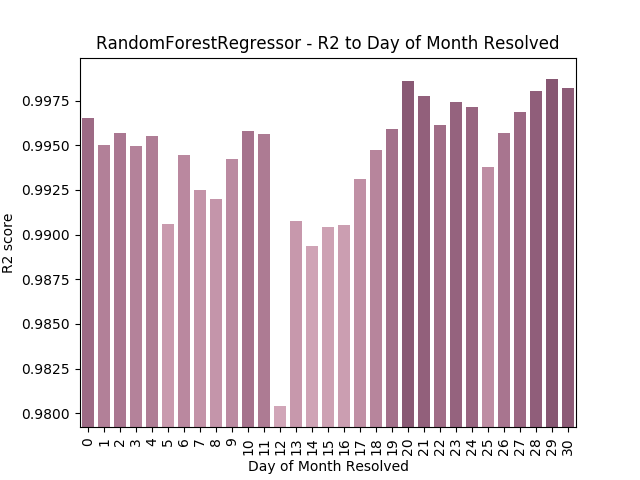 RandomForestRegressor - R2 to Day of Month Resolved
R2 score
0.9975
0.9950
0.9925
0.9900
0.9875
0.9850
0.9825
0.9800
0 1 2 3 4 5 6 7 8 9 10 11 12 13 14 15 16 17 18 19 20 21 22 23 24 25 26 27 28 29 30
Day of Month Resolved